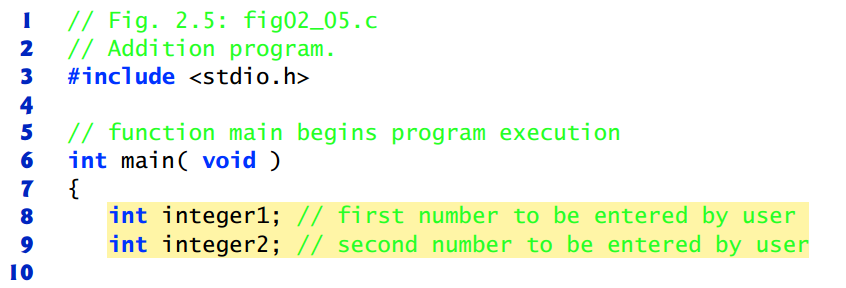 1 // Fig. 2.5: fig02_05.c
2 // Addition program.
3 #include <stdio.h>
4
5 // function main begins program execution
6 int main( void )
7 {
8 int integer1; // first number to be entered by user
9 int integer2; // second number to be entered by user
10